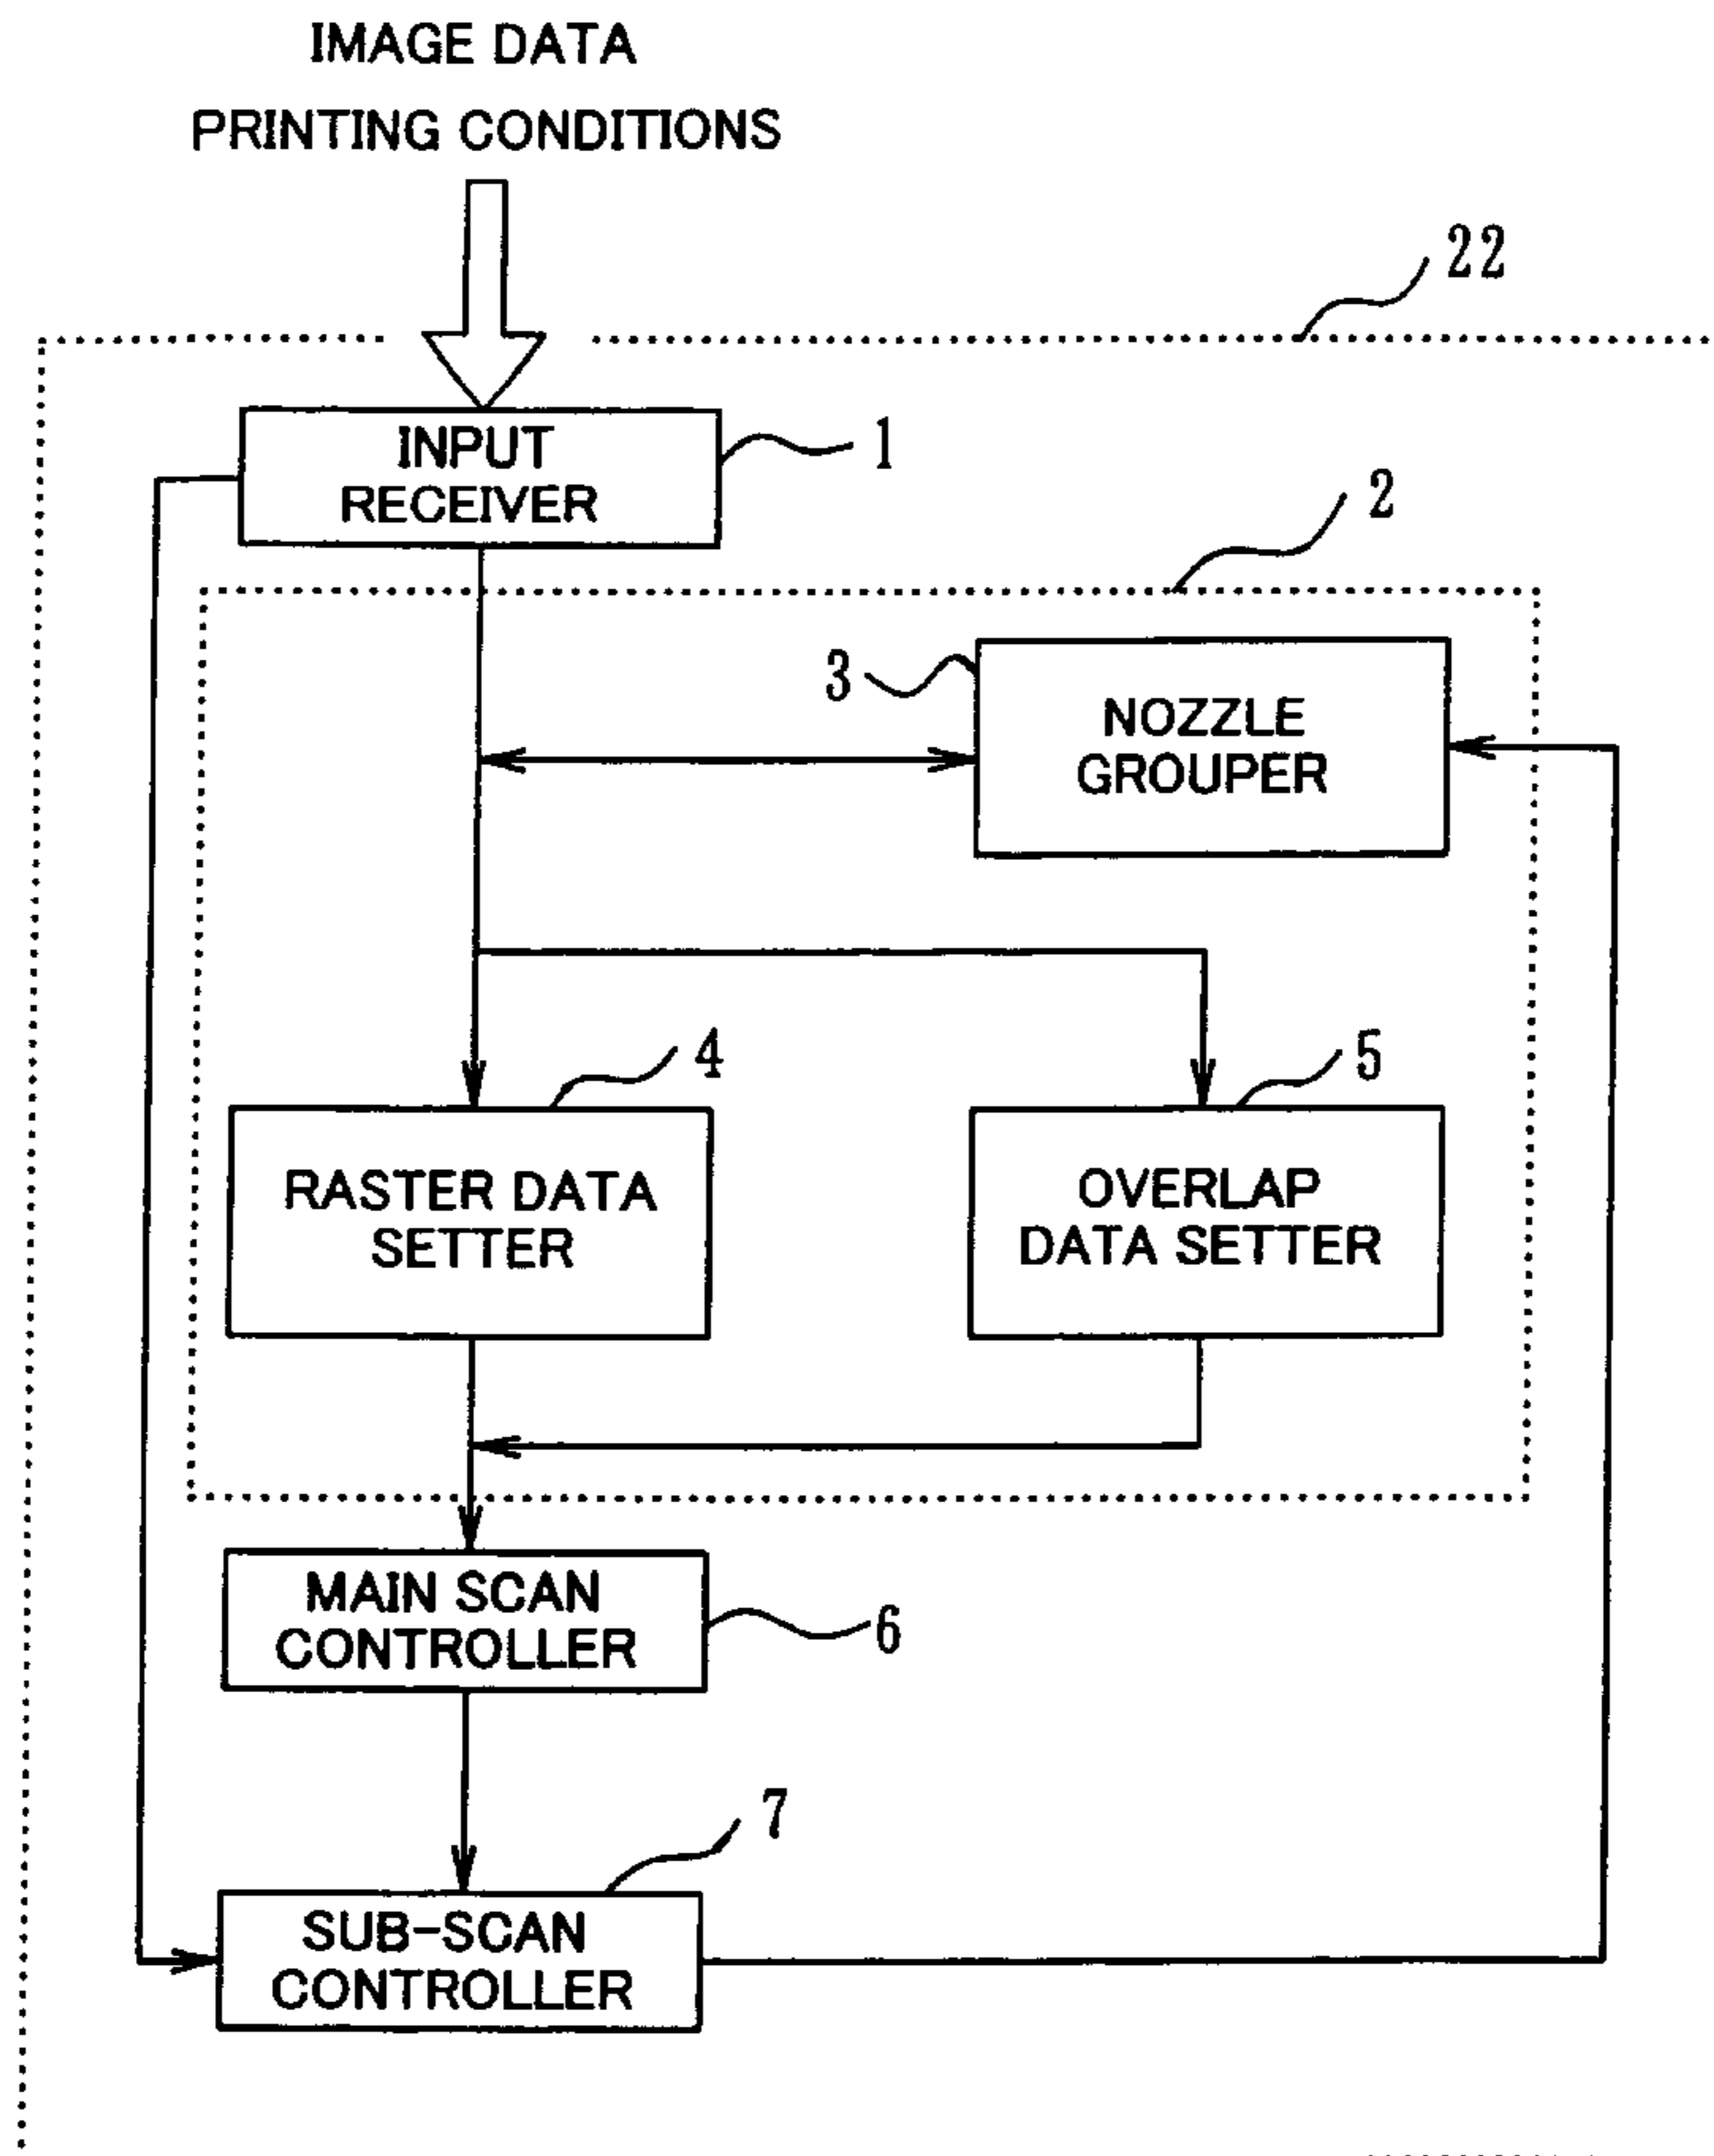 IMAGE DATA
PRINTING CONDITIONS
22
INPUT
RECEIVER
1
2
3
NOZZLE
GROUPER
4
5
RASTER DATA
SETTER
OVERLAP
DATA SETTER
MAIN SCAN
CONTROLLER
6
7
SUB-SCAN
CONTROLLER